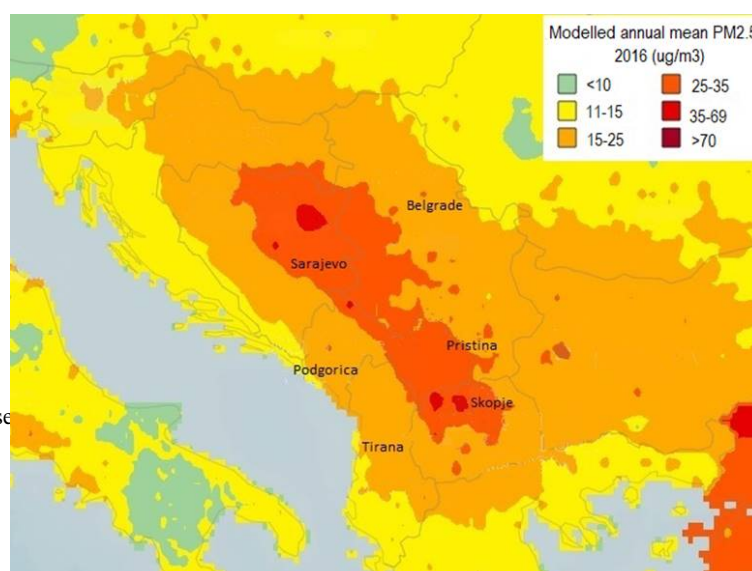 Modelled annual mean PM2.5
2016 (ug/m3)
<10
25-35
11-15
35-69
15-25
>70
Belgrade
Sarajevo
Pristina
Podgorica
Skopje
Tirana